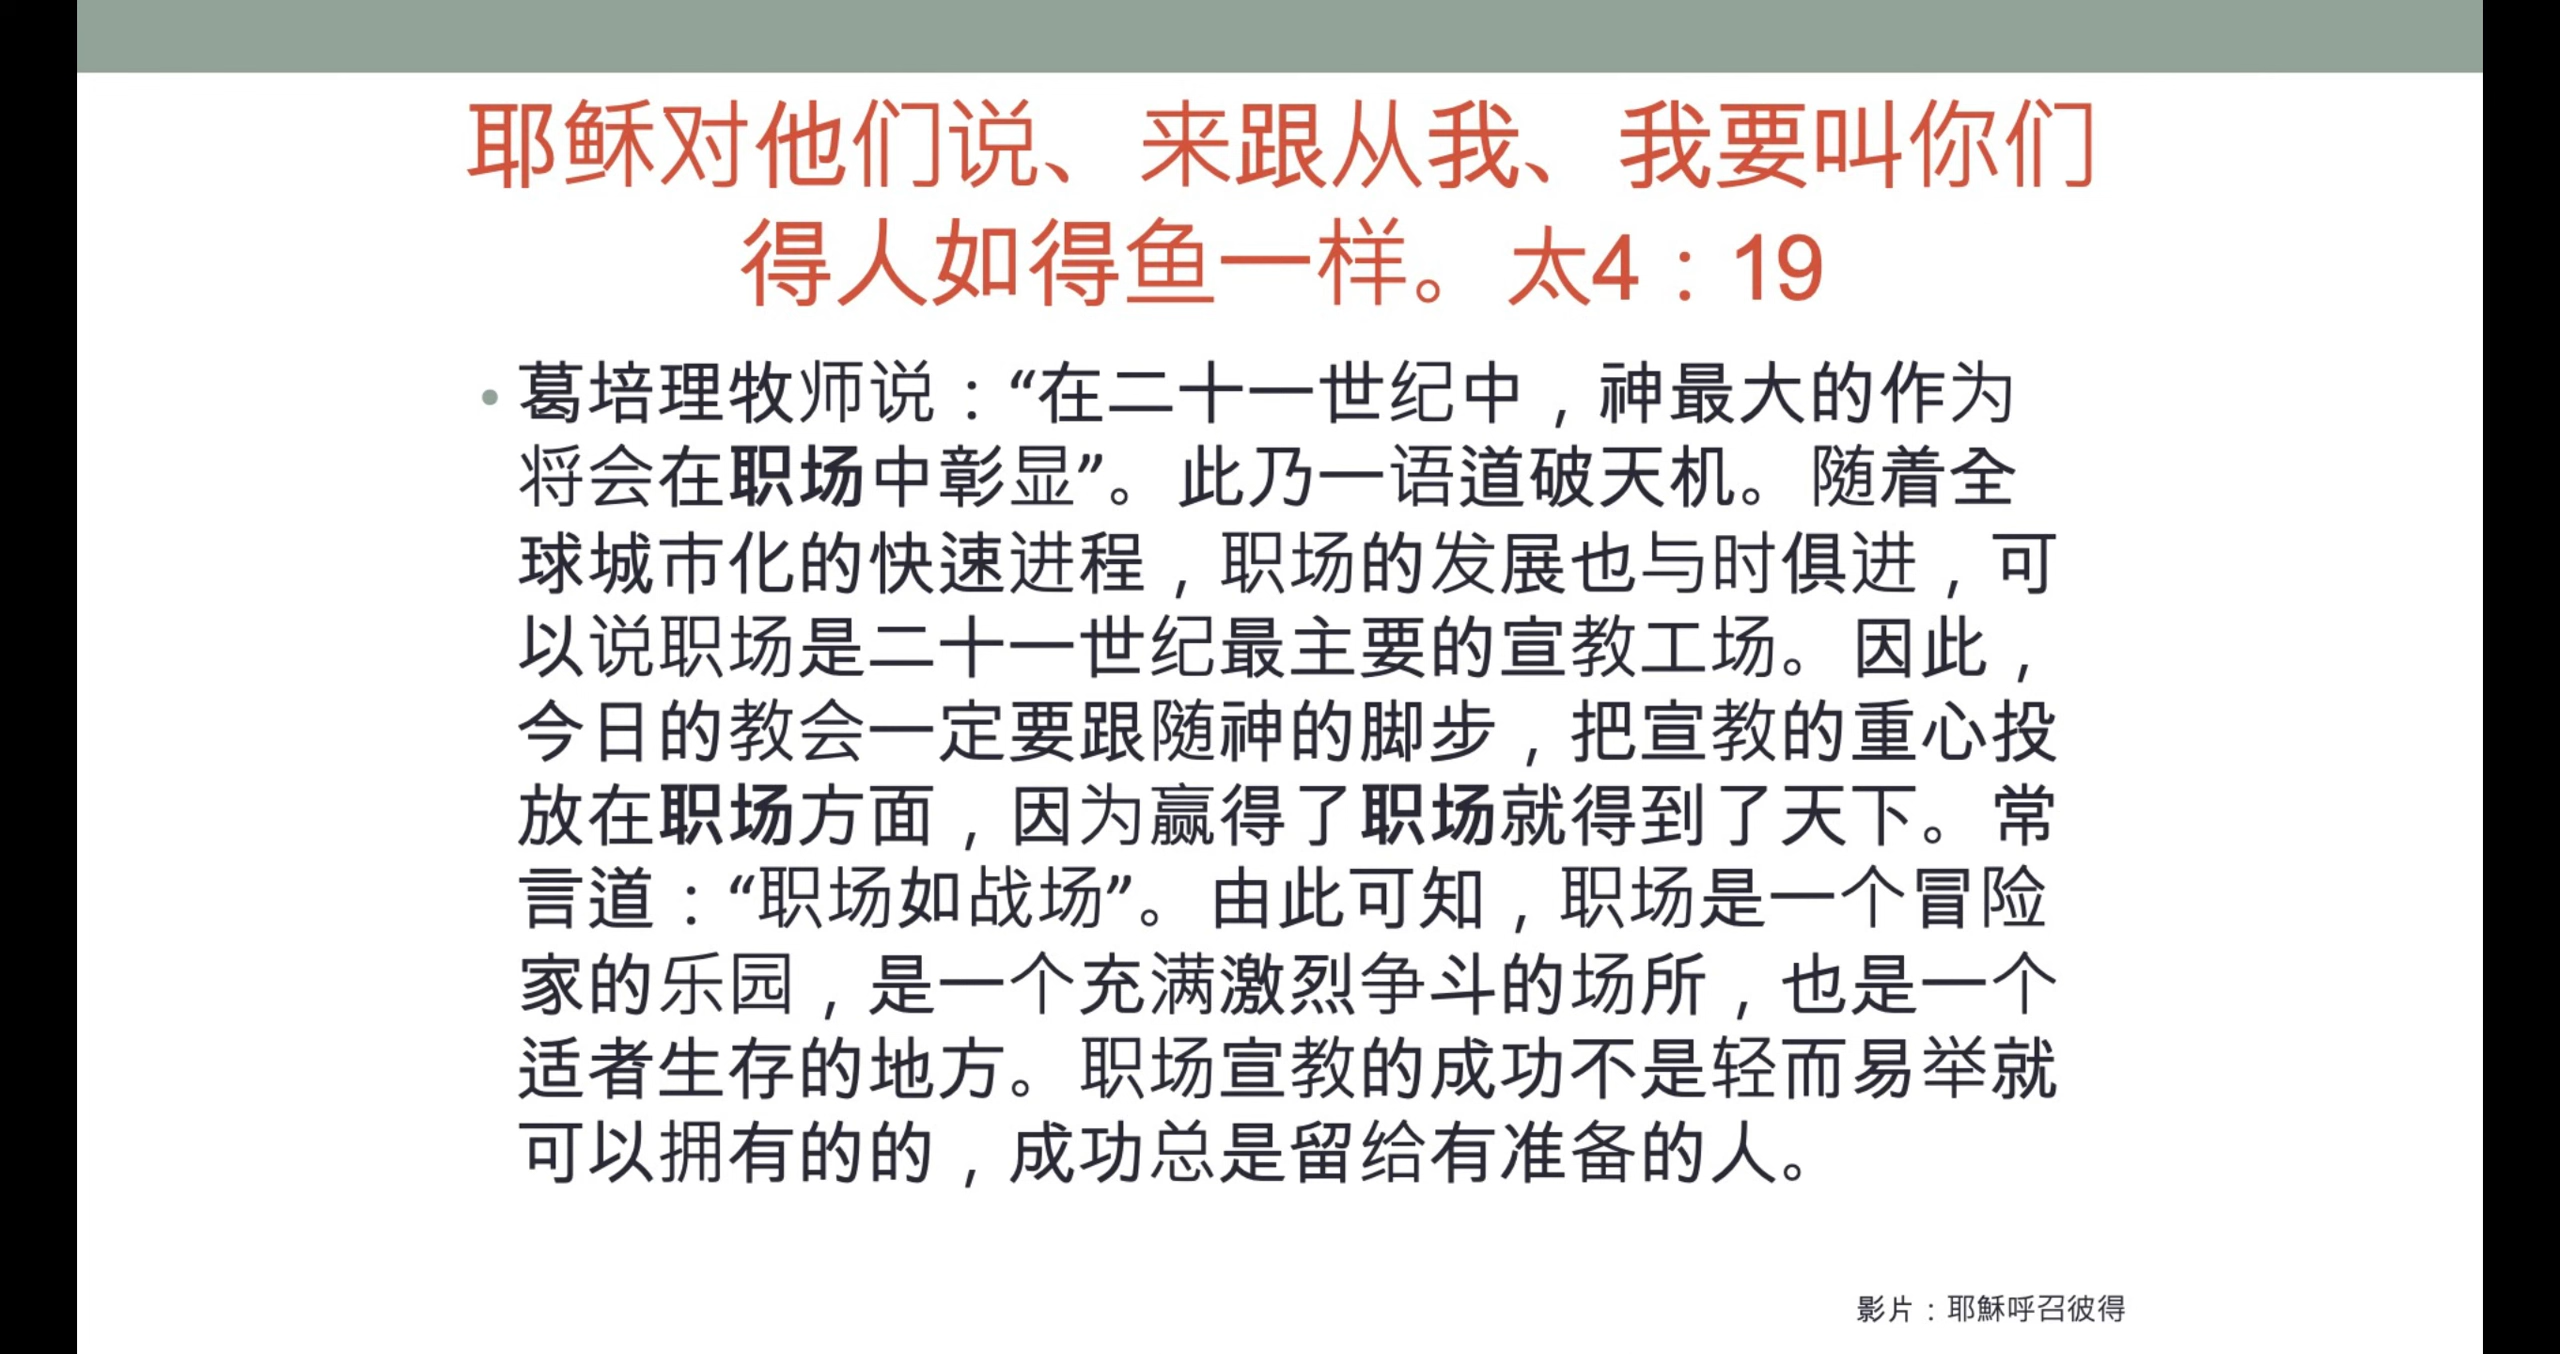 耶稣对他们说、来跟从我、我要叫你们
得人如得鱼一样。太4：19
• 葛培理牧师说：“在二十一世纪中，神最大的作为
将会在职场中彰显”。此乃一语道破天机。随着全
球城市化的快速进程，职场的发展也与时俱进，可
以说职场是二十一世纪最主要的宣教工场。因此，
今日的教会一定要跟随神的脚步，把宣教的重心投
放在职场方面，因为赢得了职场就得到了天下。常
言道：“职场如战场”。由此可知，职场是一个冒险
家的乐园，是一个充满激烈争斗的场所，也是一个
适者生存的地方。职场宣教的成功不是轻而易举就
可以拥有的的，成功总是留给有准备的人。
影片：耶穌呼召彼得